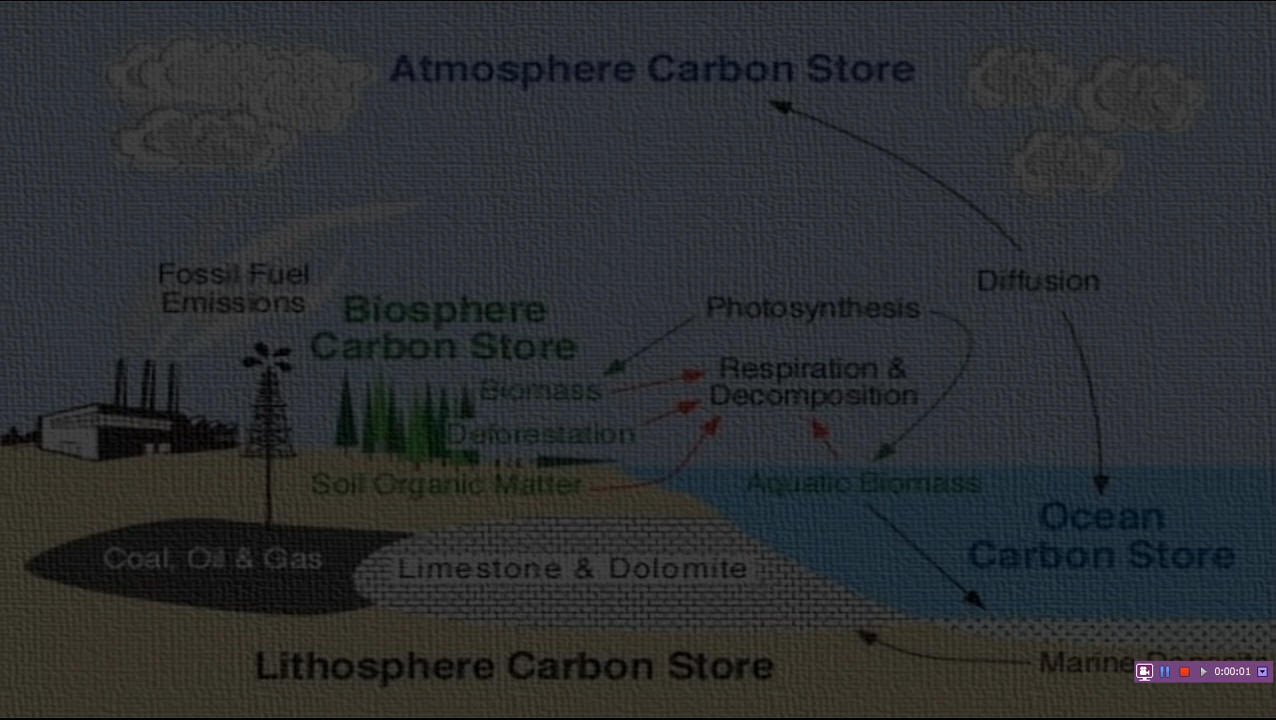 Atmosphere Carbon Store
Diffusion
Fossil Fuel
Emissions
Biosphere
Carbon Store
Photosynthesis
Respiration &
Decomposition
Biomass
Deforestation
Soil Organic Matter
Aquatic Biomass
Ocean
Carbon Store
Coal, Oil & Gas
Limestone & Dolomite
Lithosphere Carbon Store
Marine
0:00:01